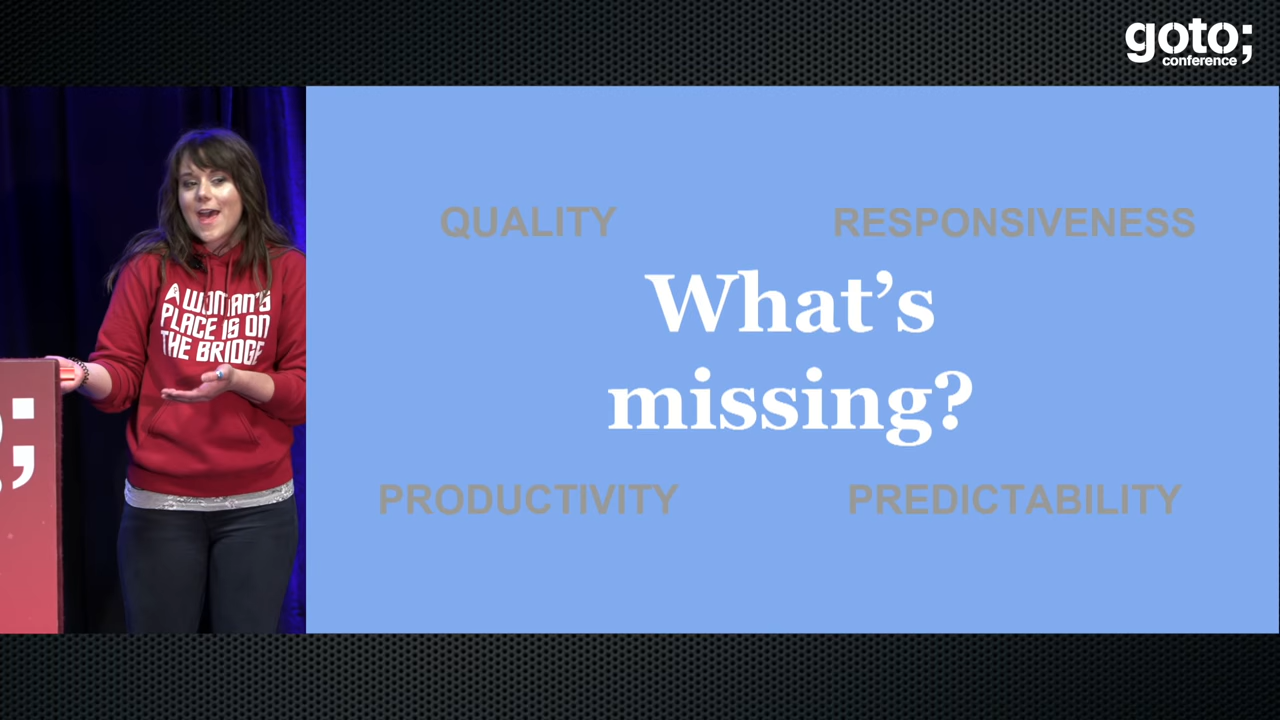 goto;
conference
QUALITY
RESPONSIVENESS
What's
missing?
PRODUCTIVITY
PREDICTABILITY
A WOMAN'S
PLACE IS ON
THE BRIDGE
;